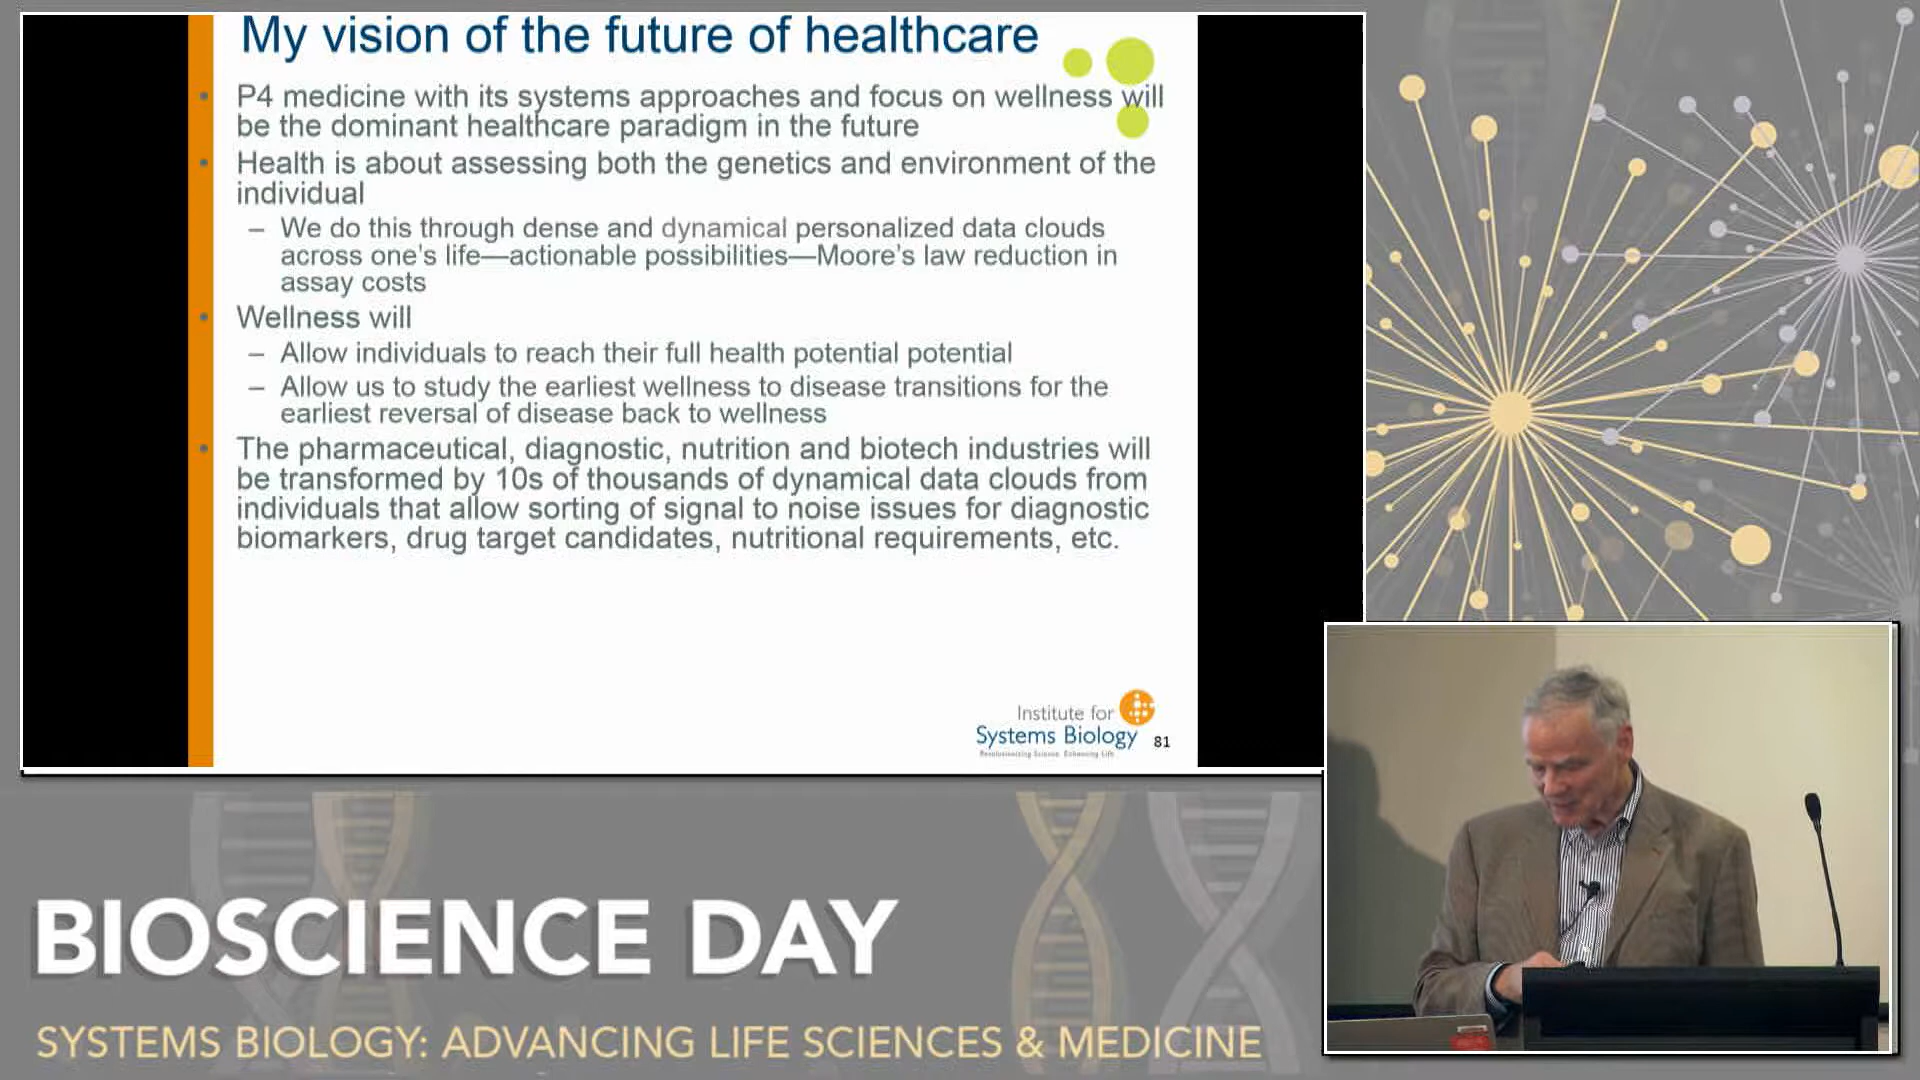 My vision of the future of healthcare
• P4 medicine with its systems approaches and focus on wellness will
be the dominant healthcare paradigm in the future
• Health is about assessing both the genetics and environment of the
individual
– We do this through dense and dynamical personalized data clouds
across one's life—actionable possibilities—Moore's law reduction in
assay costs
• Wellness will
– Allow individuals to reach their full health potential potential
– Allow us to study the earliest wellness to disease transitions for the
earliest reversal of disease back to wellness
• The pharmaceutical, diagnostic, nutrition and biotech industries will
be transformed by 10s of thousands of dynamical data clouds from
individuals that allow sorting of signal to noise issues for diagnostic
biomarkers, drug target candidates, nutritional requirements, etc.
Institute for
Systems Biology
Revolutionizing Science. Enhancing Life.
81
BIOSCIENCE DAY
SYSTEMS BIOLOGY: ADVANCING LIFE SCIENCES & MEDICINE